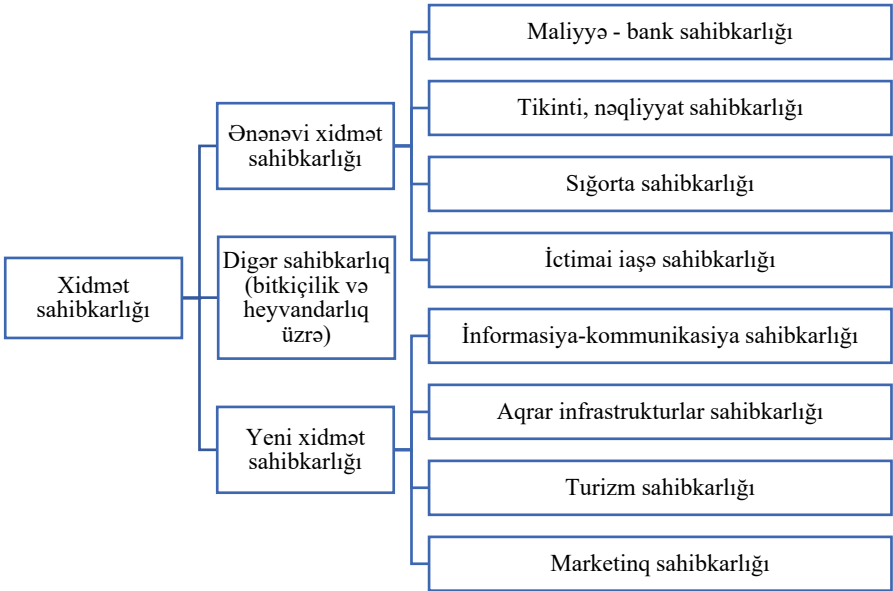 Xidmət
sahibkarlığı
Ənənəvi xidmət
sahibkarlığı
Maliyyə - bank sahibkarlığı
Tikinti, nəqliyyat sahibkarlığı
Sığorta sahibkarlığı
İctimai iaşə sahibkarlığı
Digər sahibkarlıq
(bitkiçilik və
heyvandarlıq
üzrə)
Yeni xidmət
sahibkarlığı
İnformasiya-kommunikasiya sahibkarlığı
Aqrar infrastrukturlar sahibkarlığı
Turizm sahibkarlığı
Marketinq sahibkarlığı